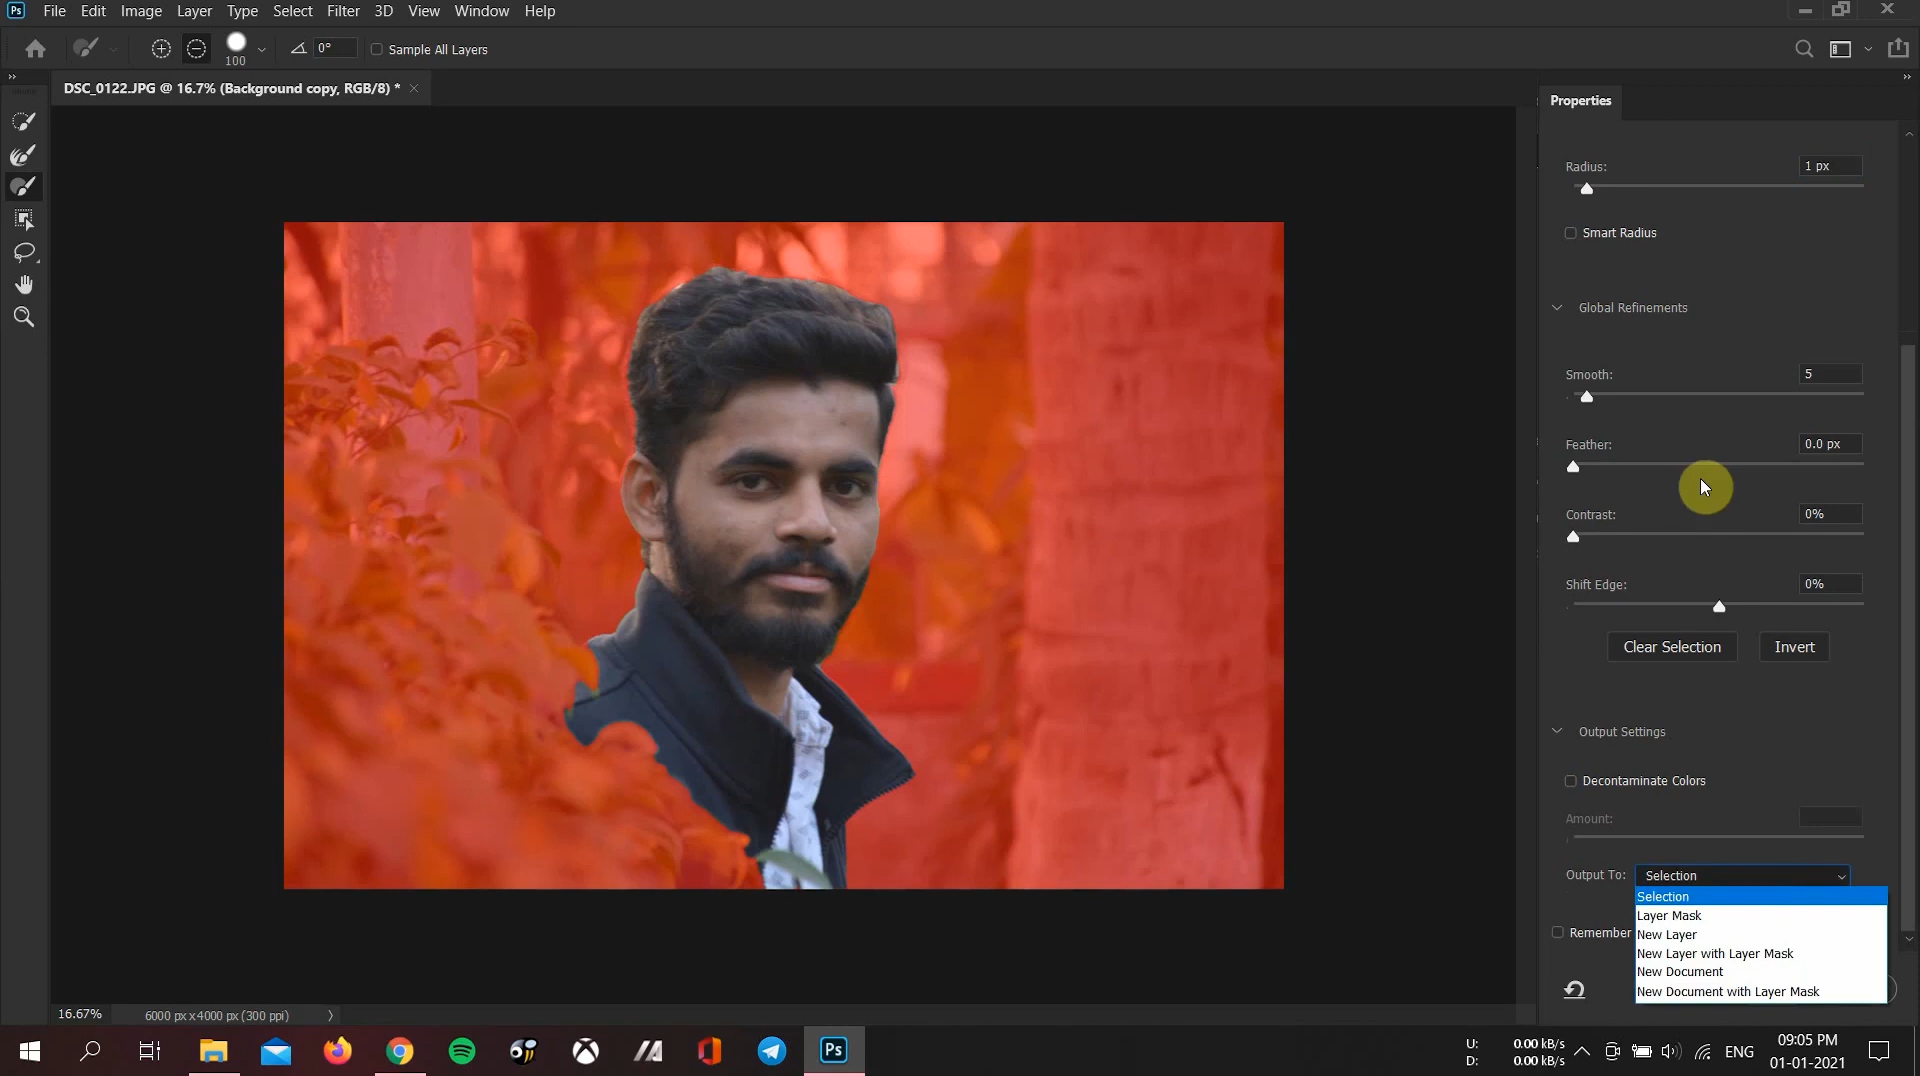 Ps File Edit Image Layer Type Select Filter 3D View Window Help
100 0° Sample All Layers
DSC_0122.JPG @ 16.7% (Background copy, RGB/8) * ×
Properties
Radius: 1 px
Smart Radius
Global Refinements
Smooth: 5
Feather: 0.0 px
Contrast: 0%
Shift Edge: 0%
Clear Selection Invert
Output Settings
Decontaminate Colors
Amount:
Output To: Selection
Selection
Layer Mask
Remember New Layer
New Layer with Layer Mask
New Document
New Document with Layer Mask
16.67% 6000 px x 4000 px (300 ppi)
Ps
U: 0.00 kB/s
D: 0.00 kB/s
ENG
09:05 PM
01-01-2021